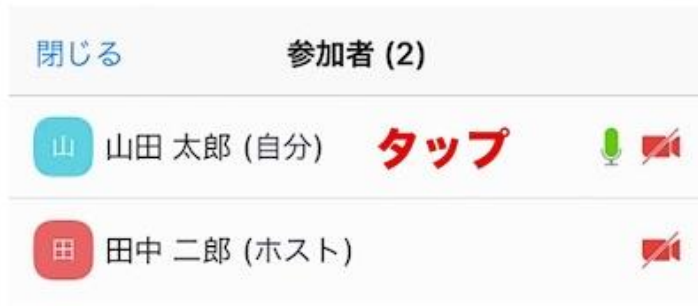 閉じる 参加者 (2)
山 山田 太郎 (自分) タップ
田 田中 二郎 (ホスト)